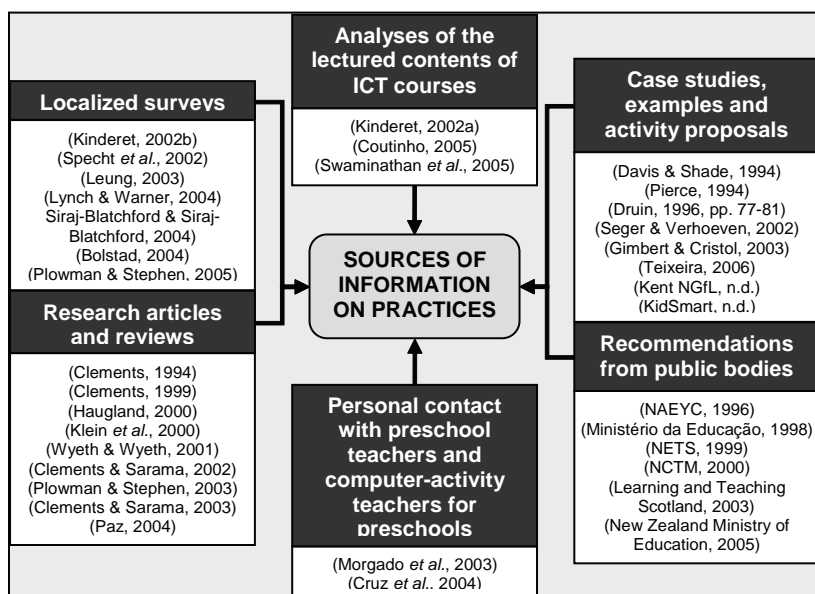 Localized surveys
(Kinderet, 2002b)
(Specht et al., 2002)
(Leung, 2003)
(Lynch & Warner, 2004)
Siraj-Blatchford & Siraj-
Blatchford, 2004)
(Bolstad, 2004)
(Plowman & Stephen, 2005)
Research articles
and reviews
(Clements, 1994)
(Clements, 1999)
(Haugland, 2000)
(Klein et al., 2000)
(Wyeth & Wyeth, 2001)
(Clements & Sarama, 2002)
(Plowman & Stephen, 2003)
(Clements & Sarama, 2003)
(Paz, 2004)
Analyses of the
lectured contents of
ICT courses
(Kinderet, 2002a)
(Coutinho, 2005)
(Swaminathan et al., 2005)
SOURCES OF
INFORMATION
ON PRACTICES
Personal contact
with preschool
teachers and
computer-activity
teachers for
preschools
(Morgado et al., 2003)
(Cruz et al., 2004)
Case studies,
examples and
activity proposals
(Davis & Shade, 1994)
(Pierce, 1994)
(Druin, 1996, pp. 77-81)
(Seger & Verhoeven, 2002)
(Gimbert & Cristol, 2003)
(Teixeira, 2006)
(Kent NGfL, n.d.)
(KidSmart, n.d.)
Recommendations
from public bodies
(NAEYC, 1996)
(Ministério da Educação, 1998)
(NETS, 1999)
(NCTM, 2000)
(Learning and Teaching
Scotland, 2003)
(New Zealand Ministry of
Education, 2005)